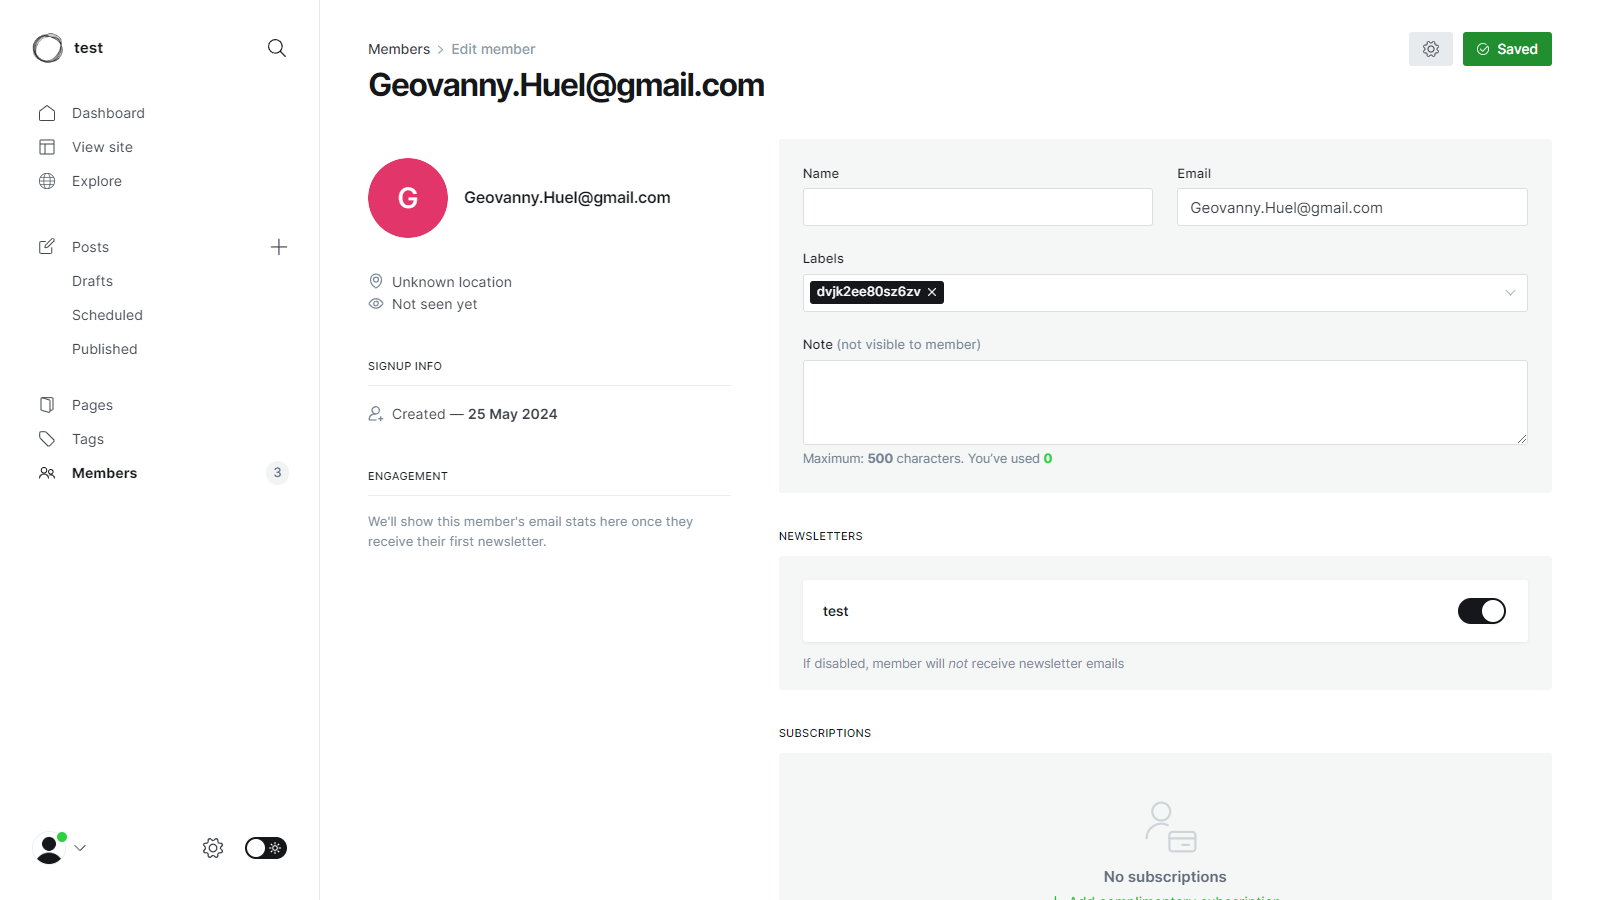 test
Dashboard
View site
Explore
Posts
Drafts
Scheduled
Published
Pages
Tags
Members 3
Members > Edit member
Geovanny.Huel@gmail.com
Saved
G
Geovanny.Huel@gmail.com
Unknown location
Not seen yet
SIGNUP INFO
Created — 25 May 2024
ENGAGEMENT
We'll show this member's email stats here once they
receive their first newsletter.
Name
Email
Geovanny.Huel@gmail.com
Labels
dvjk2ee80sz6zv
Note (not visible to member)
Maximum: 500 characters. You've used 0
NEWSLETTERS
test
If disabled, member will not receive newsletter emails
SUBSCRIPTIONS
No subscriptions
Add complimentary subscription